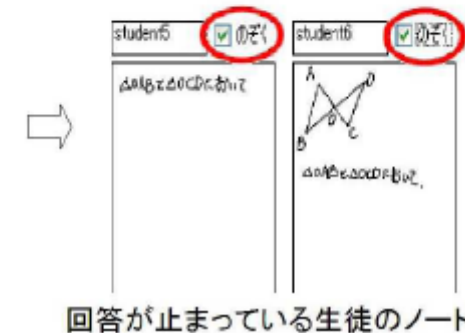 student5 のぞく
student6 のぞく
△OABと△OCDにおいて
A D
O
B C
△OABと△OCDにおいて、
回答が止まっている生徒のノート